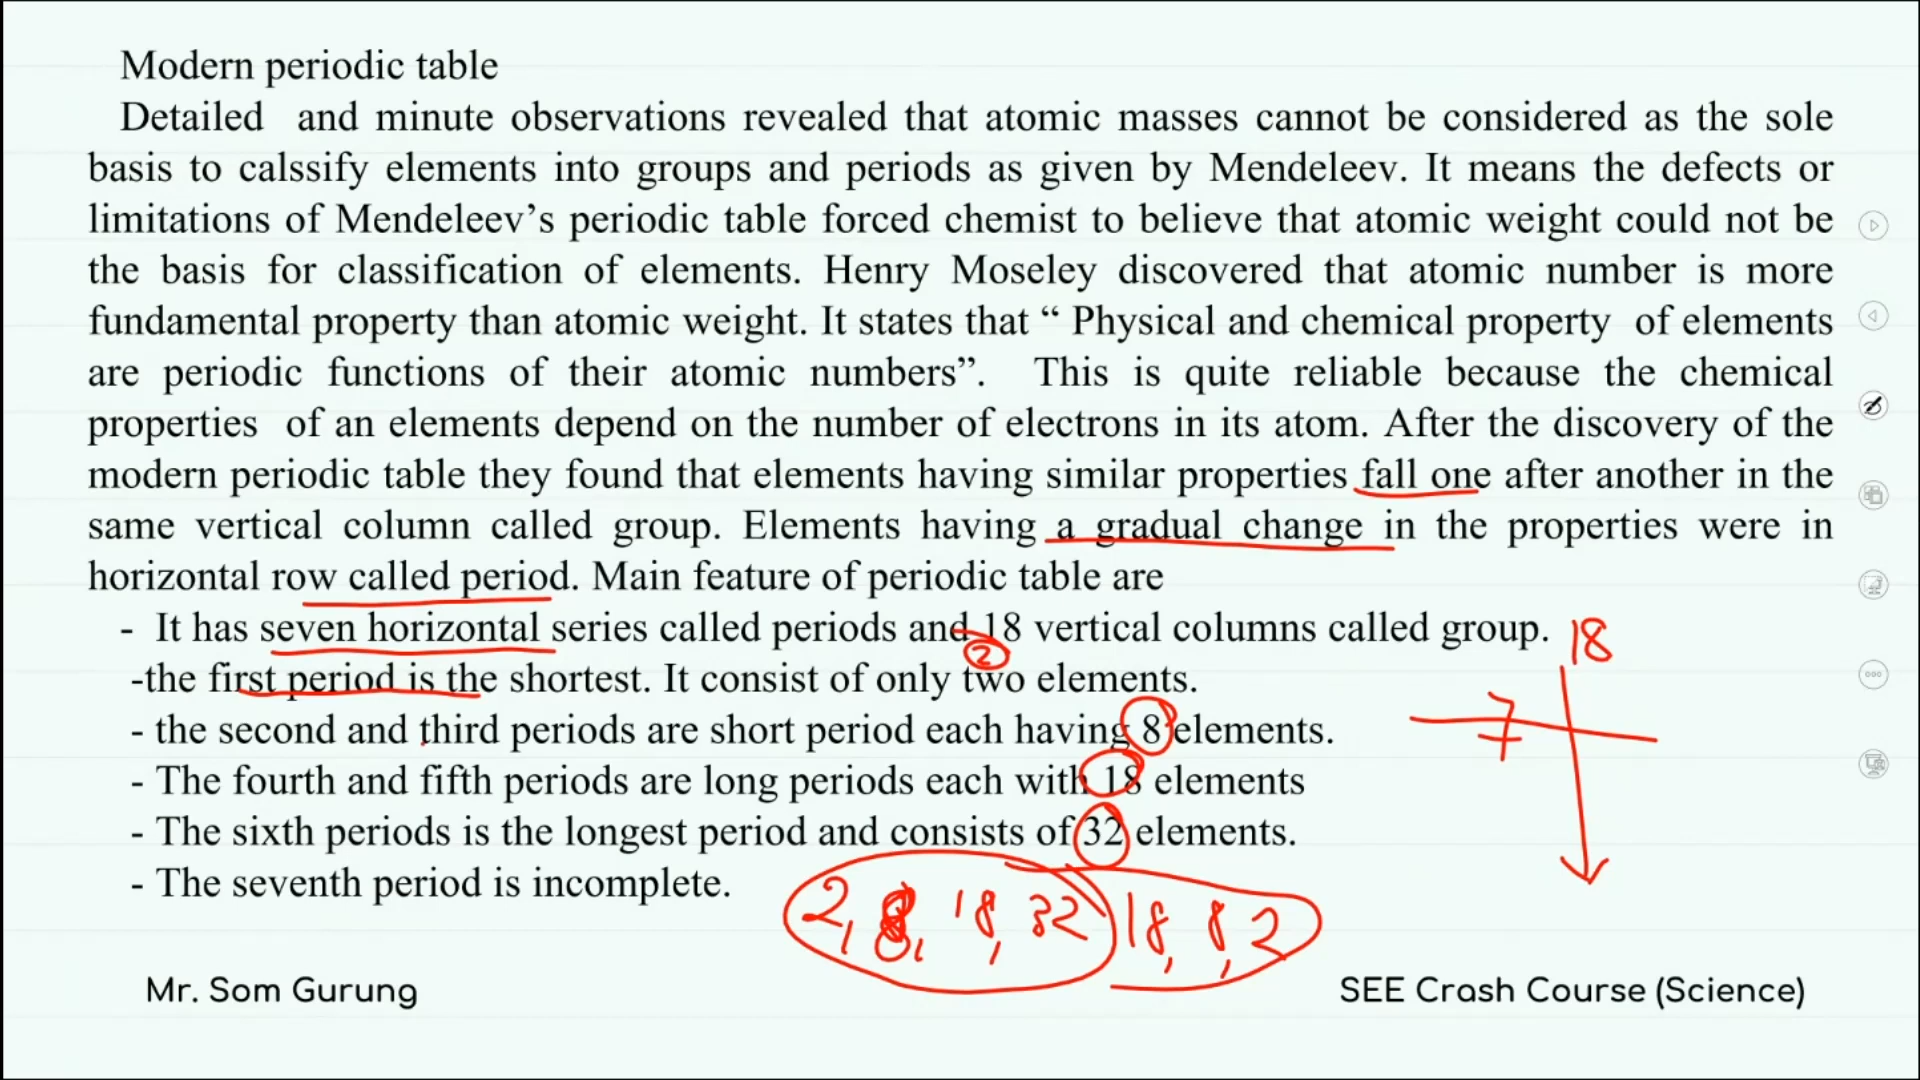 Modern periodic table
Detailed and minute observations revealed that atomic masses cannot be considered as the sole
basis to calssify elements into groups and periods as given by Mendeleev. It means the defects or
limitations of Mendeleev’s periodic table forced chemist to believe that atomic weight could not be
the basis for classification of elements. Henry Moseley discovered that atomic number is more
fundamental property than atomic weight. It states that “ Physical and chemical property of elements
are periodic functions of their atomic numbers”. This is quite reliable because the chemical
properties of an elements depend on the number of electrons in its atom. After the discovery of the
modern periodic table they found that elements having similar properties fall one after another in the
same vertical column called group. Elements having a gradual change in the properties were in
horizontal row called period. Main feature of periodic table are
- It has seven horizontal series called periods and 18 vertical columns called group.
18
2
-the first period is the shortest. It consist of only two elements.
- the second and third periods are short period each having 8 elements.
7
- The fourth and fifth periods are long periods each with 18 elements
- The sixth periods is the longest period and consists of 32 elements.
- The seventh period is incomplete.
2, 8, 18, 32 18, 8, 2
Mr. Som Gurung
SEE Crash Course (Science)